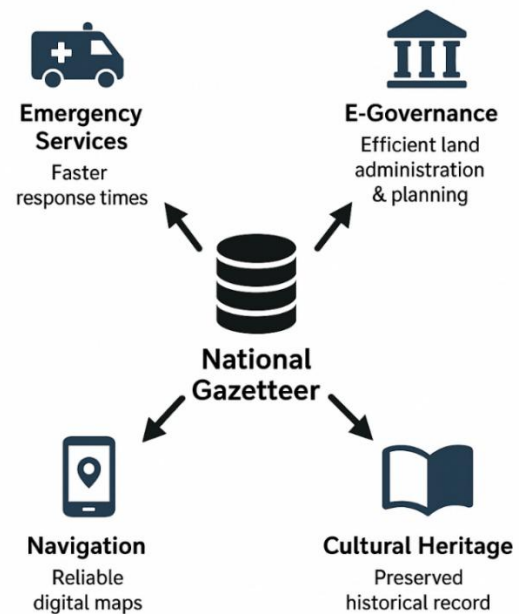 Emergency
Services
Faster
response times
E-Governance
Efficient land
administration
& planning
National
Gazetteer
Navigation
Reliable
digital maps
Cultural Heritage
Preserved
historical record